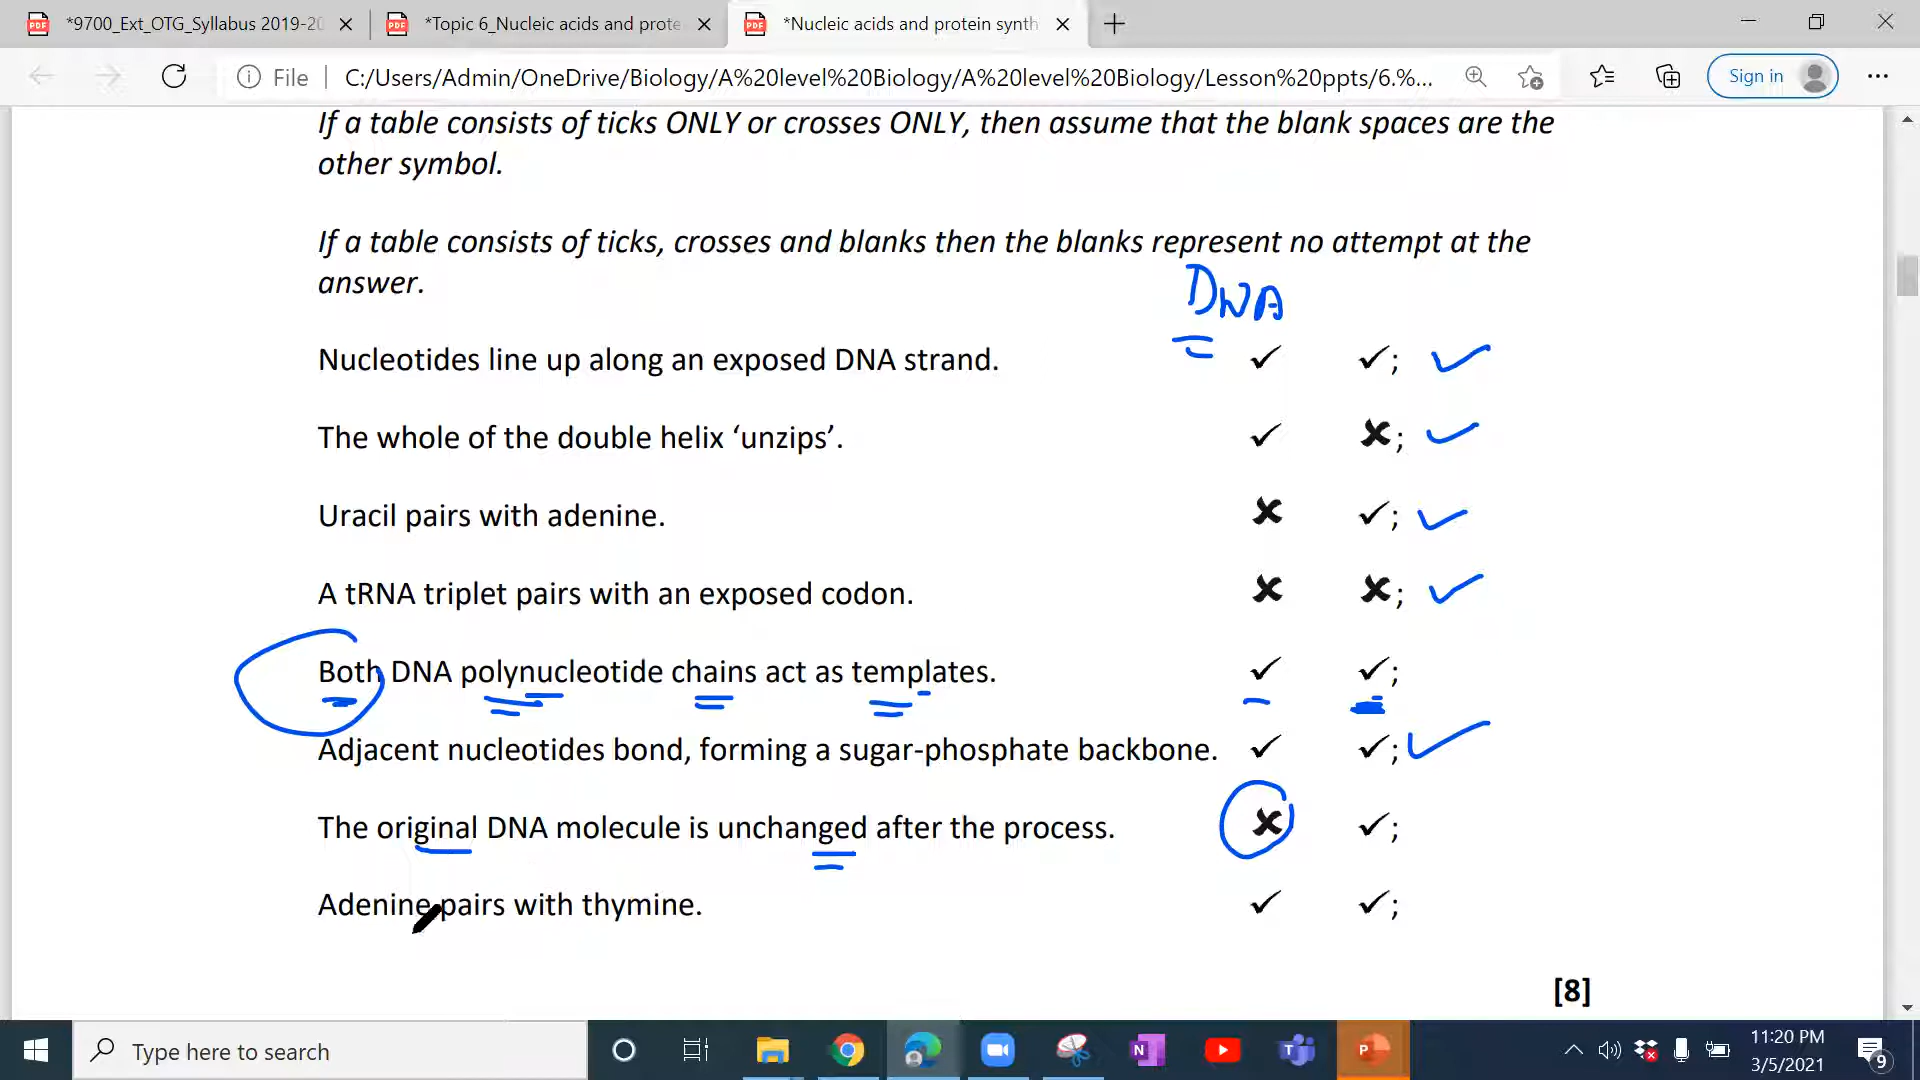 *9700_Ext_OTG_Syllabus 2019-20
*Topic 6_Nucleic acids and prote
*Nucleic acids and protein synth
File
C:/Users/Admin/OneDrive/Biology/A%20level%20Biology/A%20level%20Biology/Lesson%20ppts/6.%...
Sign in
If a table consists of ticks ONLY or crosses ONLY, then assume that the blank spaces are the
other symbol.
If a table consists of ticks, crosses and blanks then the blanks represent no attempt at the
answer.
DNA
Nucleotides line up along an exposed DNA strand. ✓ ✓; ✓
The whole of the double helix ‘unzips’. ✓ ✘; ✓
Uracil pairs with adenine. ✘ ✓; ✓
A tRNA triplet pairs with an exposed codon. ✘ ✘; ✓
Both DNA polynucleotide chains act as templates. ✓ ✓;
Adjacent nucleotides bond, forming a sugar-phosphate backbone. ✓ ✓; ✓
The original DNA molecule is unchanged after the process. ✘ ✓;
Adenine pairs with thymine. ✓ ✓;
[8]
Type here to search
11:20 PM
3/5/2021
9